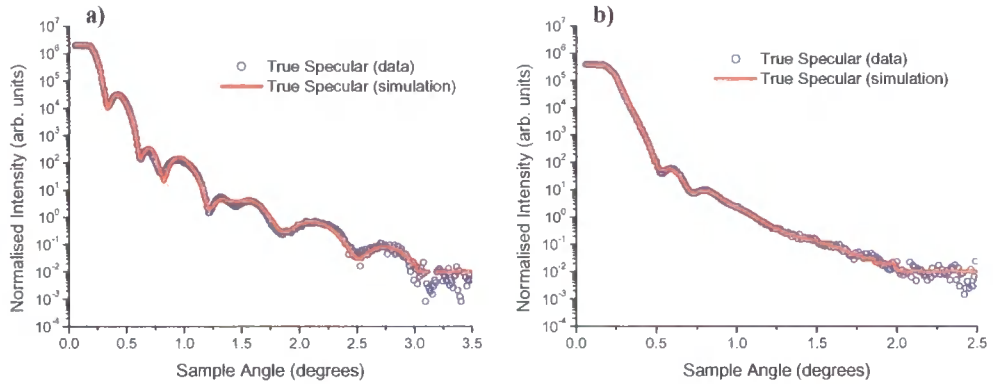 a)
10^7
10^6
10^5
10^4
10^3
10^2
10^1
10^0
10^-1
10^-2
10^-3
10^-4
Normalised Intensity (arb. units)
True Specular (data)
True Specular (simulation)
0.0 0.5 1.0 1.5 2.0 2.5 3.0 3.5
Sample Angle (degrees)
b)
10^7
10^6
10^5
10^4
10^3
10^2
10^1
10^0
10^-1
10^-2
10^-3
10^-4
Normalised Intensity (arb. units)
True Specular (data)
True Specular (simulation)
0.0 0.5 1.0 1.5 2.0 2.5
Sample Angle (degrees)